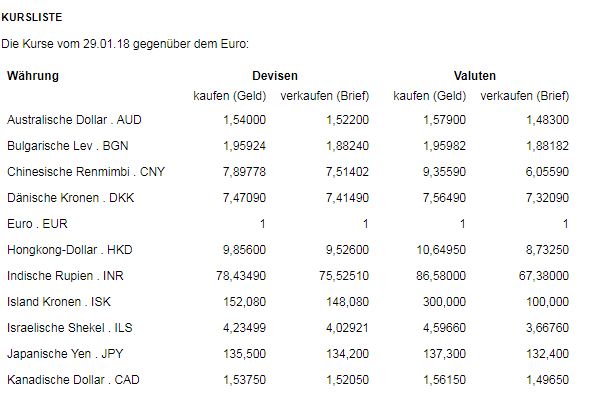 KURSLISTE
Die Kurse vom 29.01.18 gegenüber dem Euro:
Währung Devisen Valuten
kaufen (Geld) verkaufen (Brief) kaufen (Geld) verkaufen (Brief)
Australische Dollar . AUD 1,54000 1,52200 1,57900 1,48300
Bulgarische Lev . BGN 1,95924 1,88240 1,95982 1,88182
Chinesische Renmimbi . CNY 7,89778 7,51402 9,35590 6,05590
Dänische Kronen . DKK 7,47090 7,41490 7,56490 7,32090
Euro . EUR 1 1 1 1
Hongkong-Dollar . HKD 9,85600 9,52600 10,64950 8,73250
Indische Rupien . INR 78,43490 75,52510 86,58000 67,38000
Island Kronen . ISK 152,080 148,080 300,000 100,000
Israelische Shekel . ILS 4,23499 4,02921 4,59660 3,66760
Japanische Yen . JPY 135,500 134,200 137,300 132,400
Kanadische Dollar . CAD 1,53750 1,52050 1,56150 1,49650